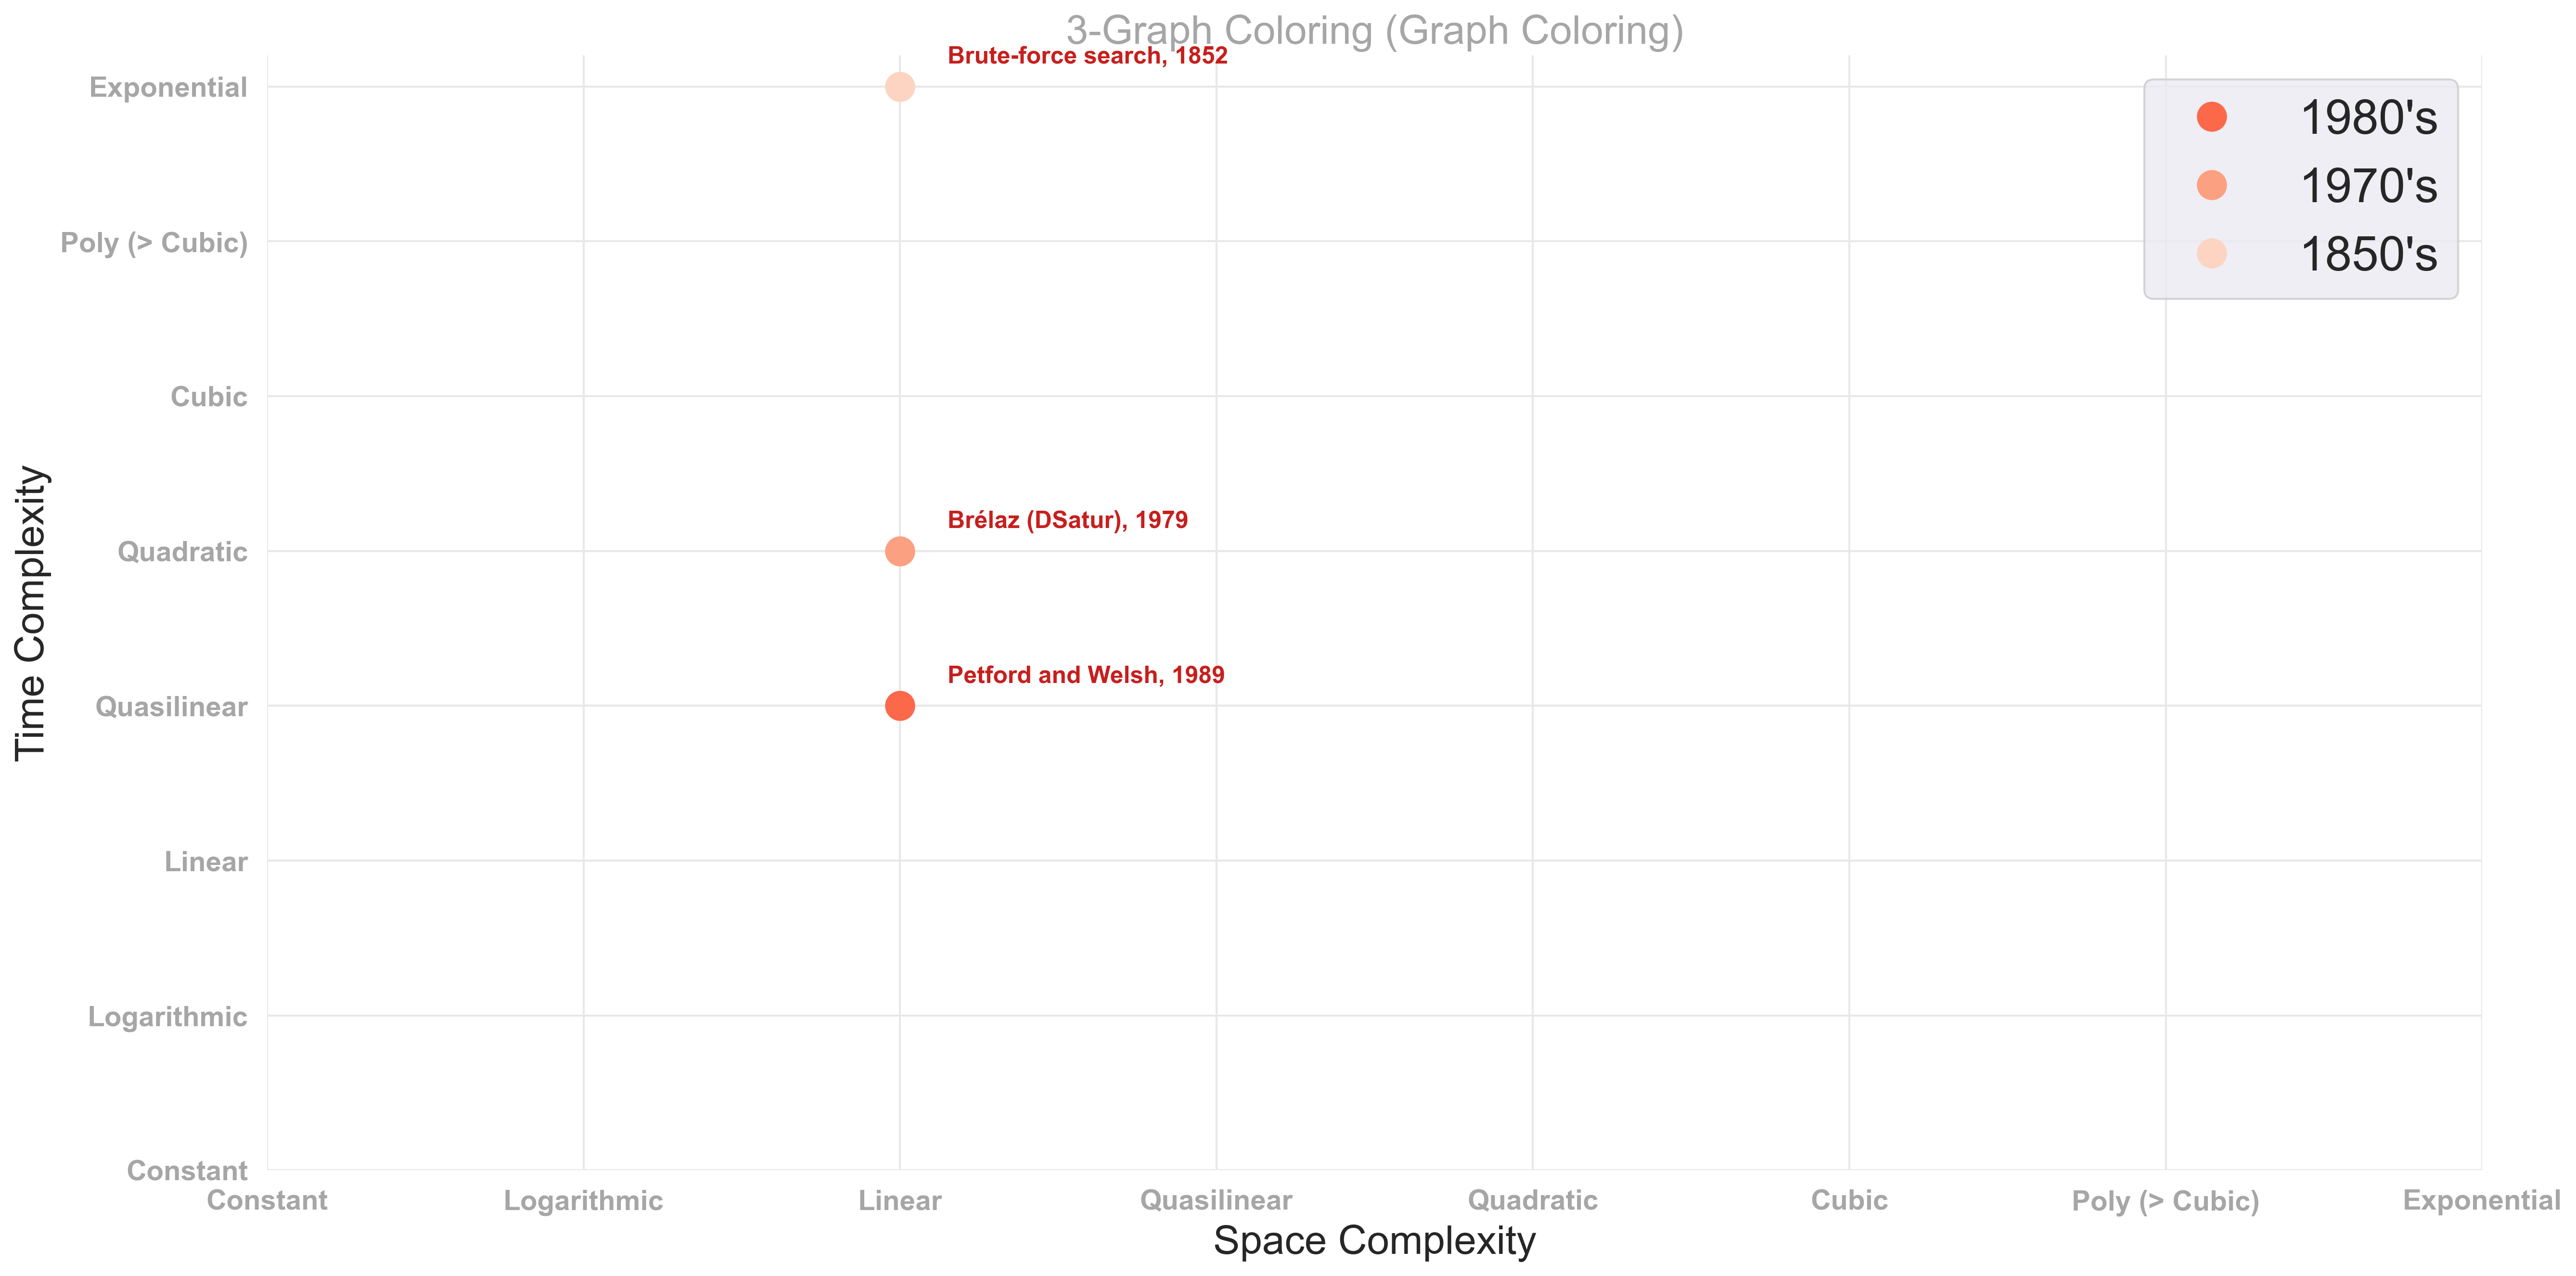 3-Graph Coloring (Graph Coloring)
Brute-force search, 1852
Exponential
1980's
1970's
1850's
Poly (> Cubic)
Cubic
Brélaz (DSatur), 1979
Quadratic
Time Complexity
Petford and Welsh, 1989
Quasilinear
Linear
Logarithmic
Constant
Constant
Logarithmic
Linear
Quasilinear
Quadratic
Cubic
Poly (> Cubic)
Exponential
Space Complexity